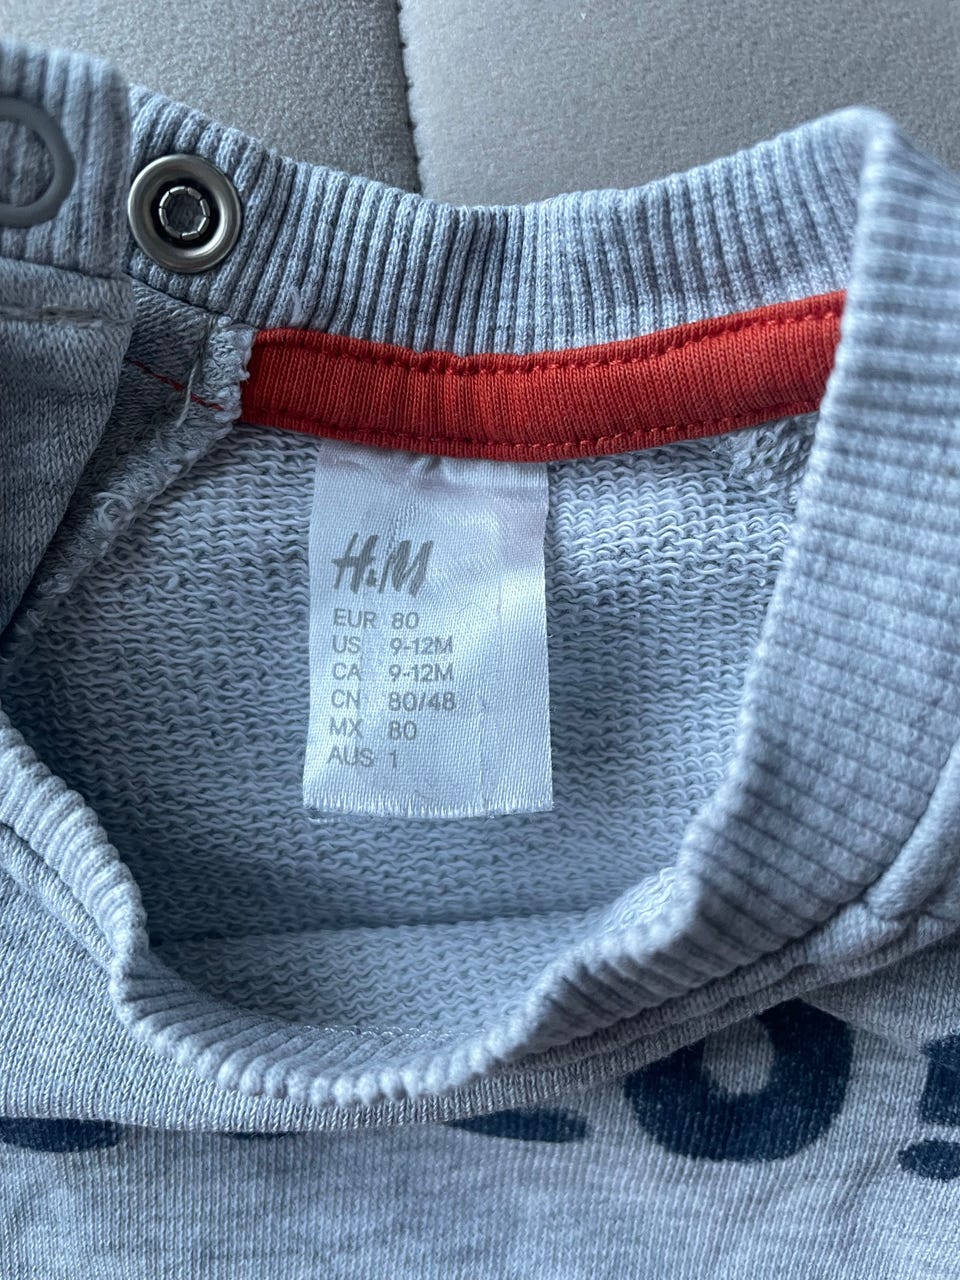 H&M
EUR 80
US 9-12M
CA 9-12M
CN 80/48
MX 80
AUS 1